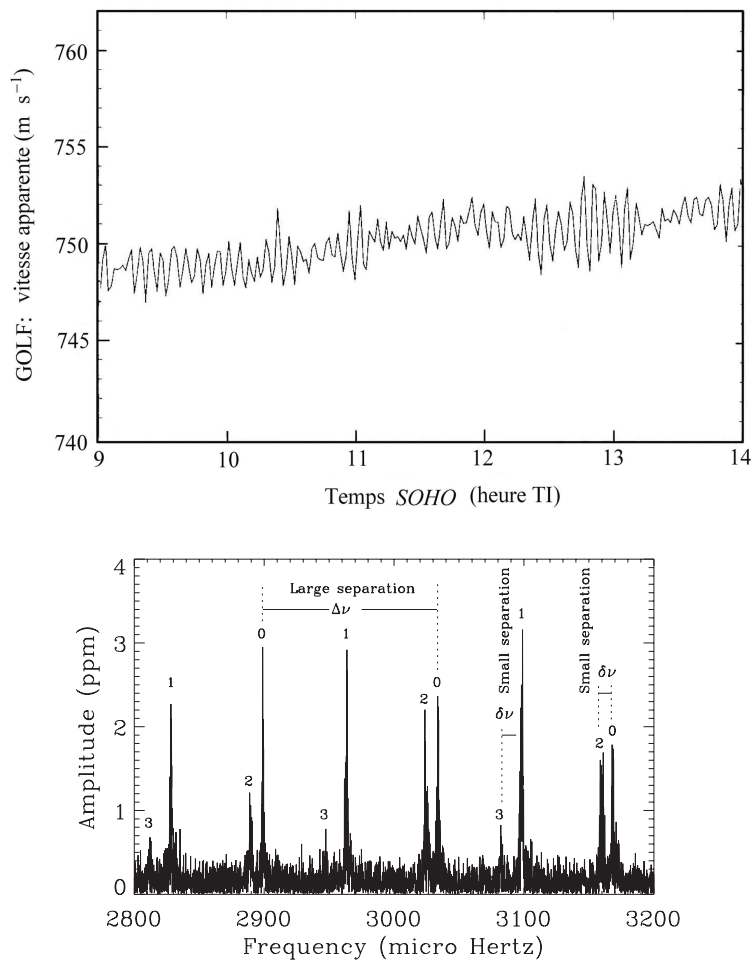 760
755
750
745
740
GOLF: vitesse apparente (m s⁻¹)
9 10 11 12 13 14
Temps SOHO (heure TI)
4
3
2
1
0
Amplitude (ppm)
Large separation
Δν
Small separation
δν
Small separation
δν
3 1 2 0 3 1 2 0 3 1 2 0
2800 2900 3000 3100 3200
Frequency (micro Hertz)